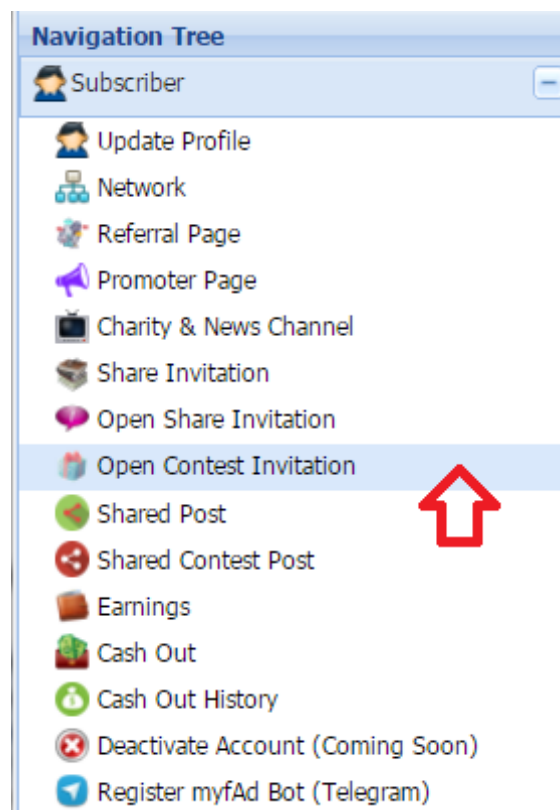 Navigation Tree
Subscriber
Update Profile
Network
Referral Page
Promoter Page
Charity & News Channel
Share Invitation
Open Share Invitation
Open Contest Invitation
Shared Post
Shared Contest Post
Earnings
Cash Out
Cash Out History
Deactivate Account (Coming Soon)
Register myfAd Bot (Telegram)